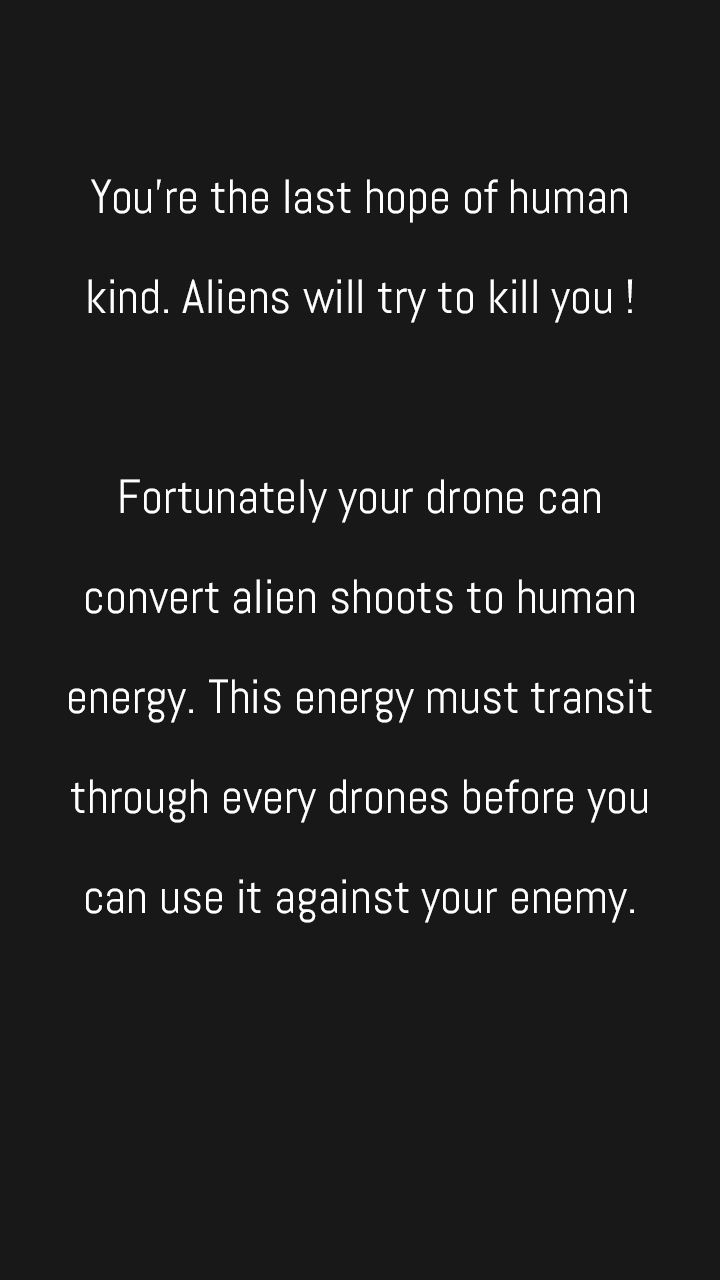 You're the last hope of human
kind. Aliens will try to kill you !
Fortunately your drone can
convert alien shoots to human
energy. This energy must transit
through every drones before you
can use it against your enemy.